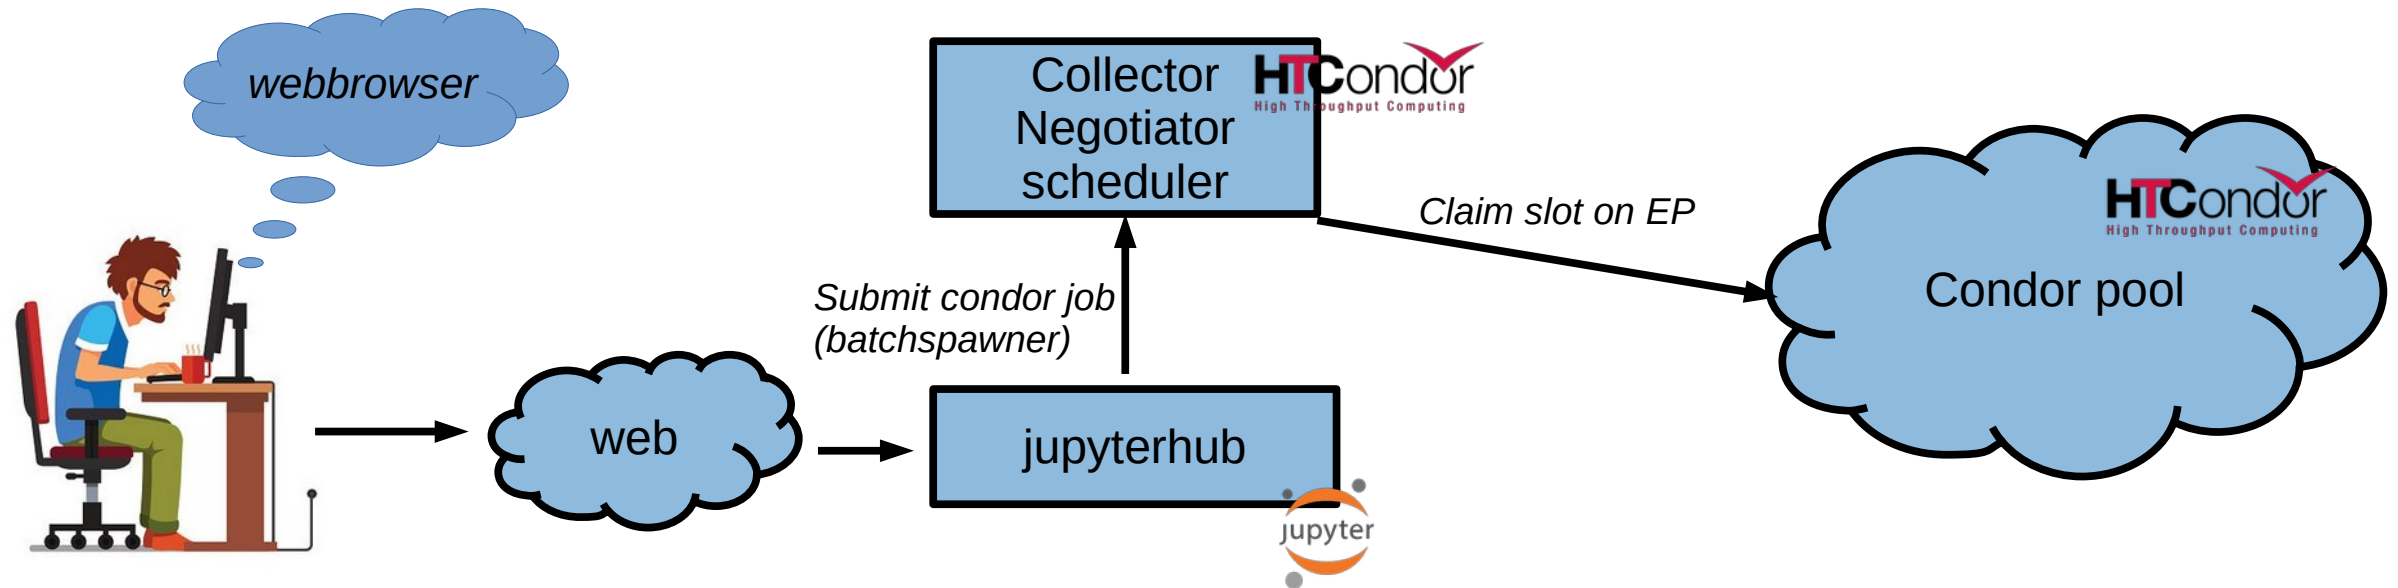 webbrowser
Collector
Negotiator
scheduler
HTCondor
High Throughput Computing
Claim slot on EP
HTCondor
High Throughput Computing
Condor pool
Submit condor job
(batchspawner)
web
jupyterhub
jupyter